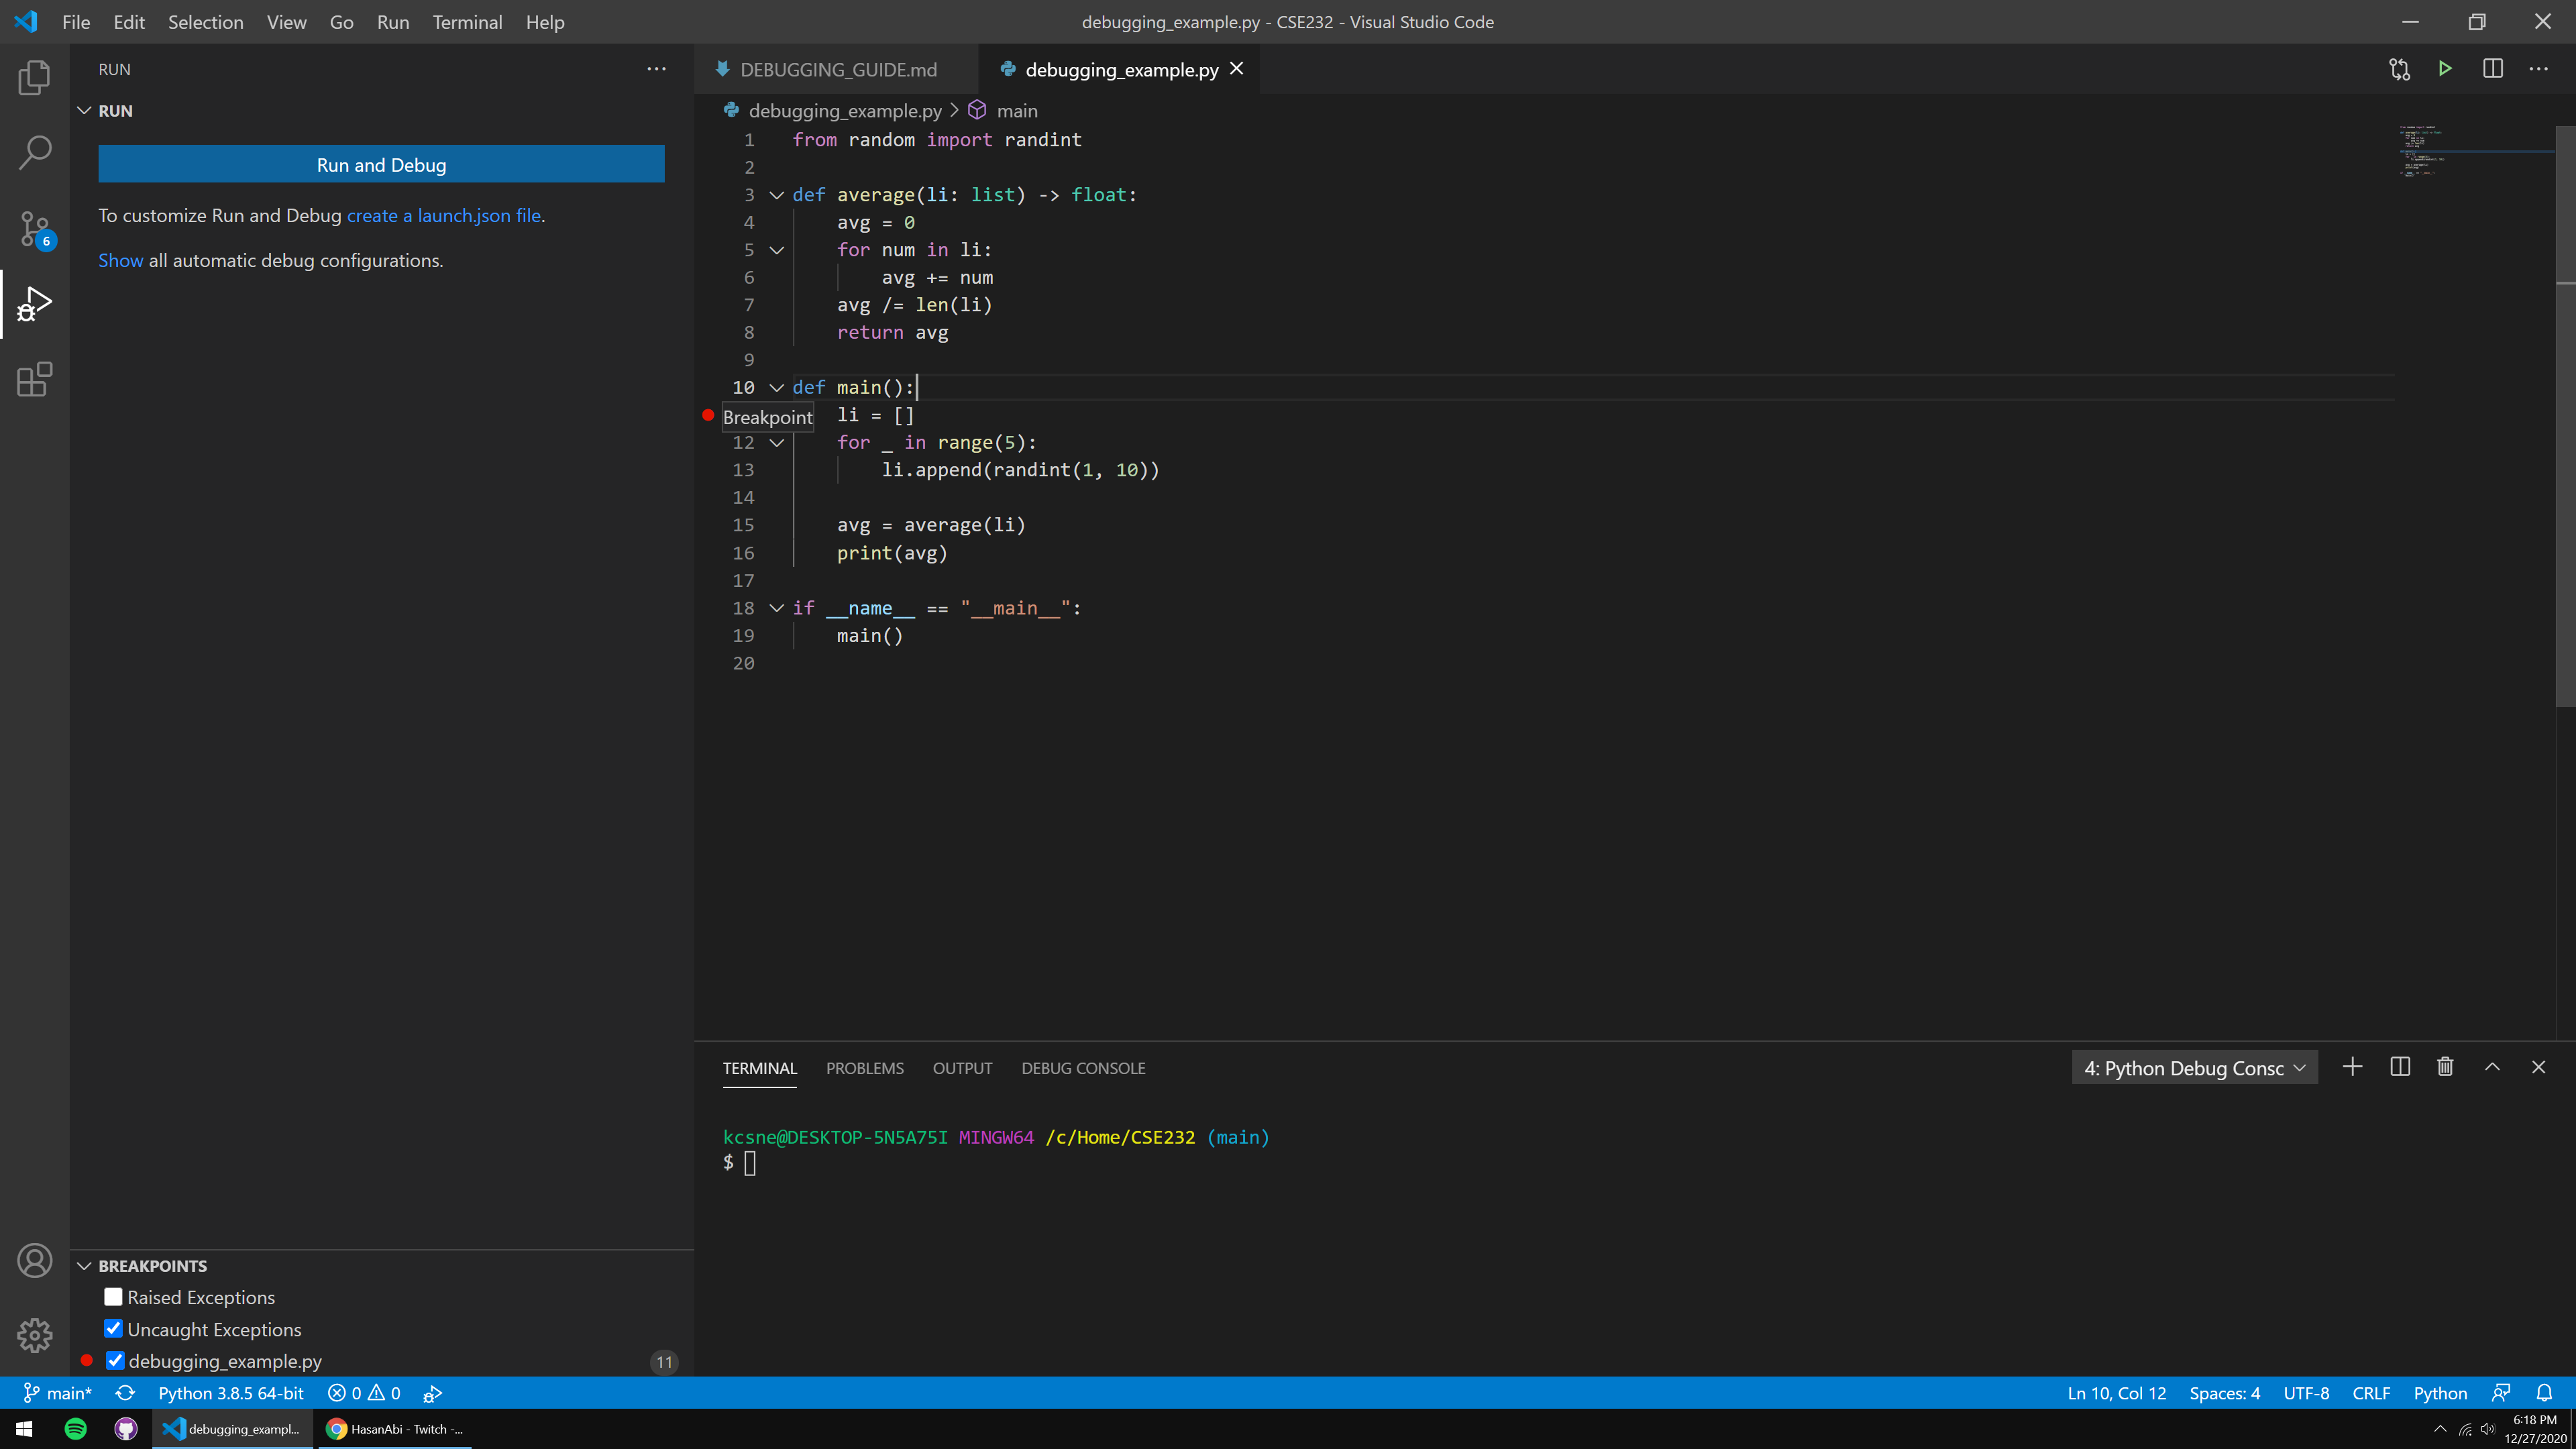 File Edit Selection View Go Run Terminal Help
debugging_example.py - CSE232 - Visual Studio Code
RUN
RUN
Run and Debug
To customize Run and Debug create a launch.json file.
Show all automatic debug configurations.
6
DEBUGGING_GUIDE.md
debugging_example.py
debugging_example.py > main
1 from random import randint
2
3 def average(li: list) -> float:
4 avg = 0
5 for num in li:
6 avg += num
7 avg /= len(li)
8 return avg
9
10 def main():
Breakpoint li = []
12 for _ in range(5):
13 li.append(randint(1, 10))
14
15 avg = average(li)
16 print(avg)
17
18 if __name__ == "__main__":
19 main()
20
TERMINAL PROBLEMS OUTPUT DEBUG CONSOLE
4: Python Debug Consc
kcsne@DESKTOP-5N5A75I MINGW64 /c/Home/CSE232 (main)
$
BREAKPOINTS
Raised Exceptions
Uncaught Exceptions
debugging_example.py 11
main* Python 3.8.5 64-bit 0 0
Ln 10, Col 12 Spaces: 4 UTF-8 CRLF Python
debugging_exampl...
HasanAbi - Twitch -...
6:18 PM
12/27/2020